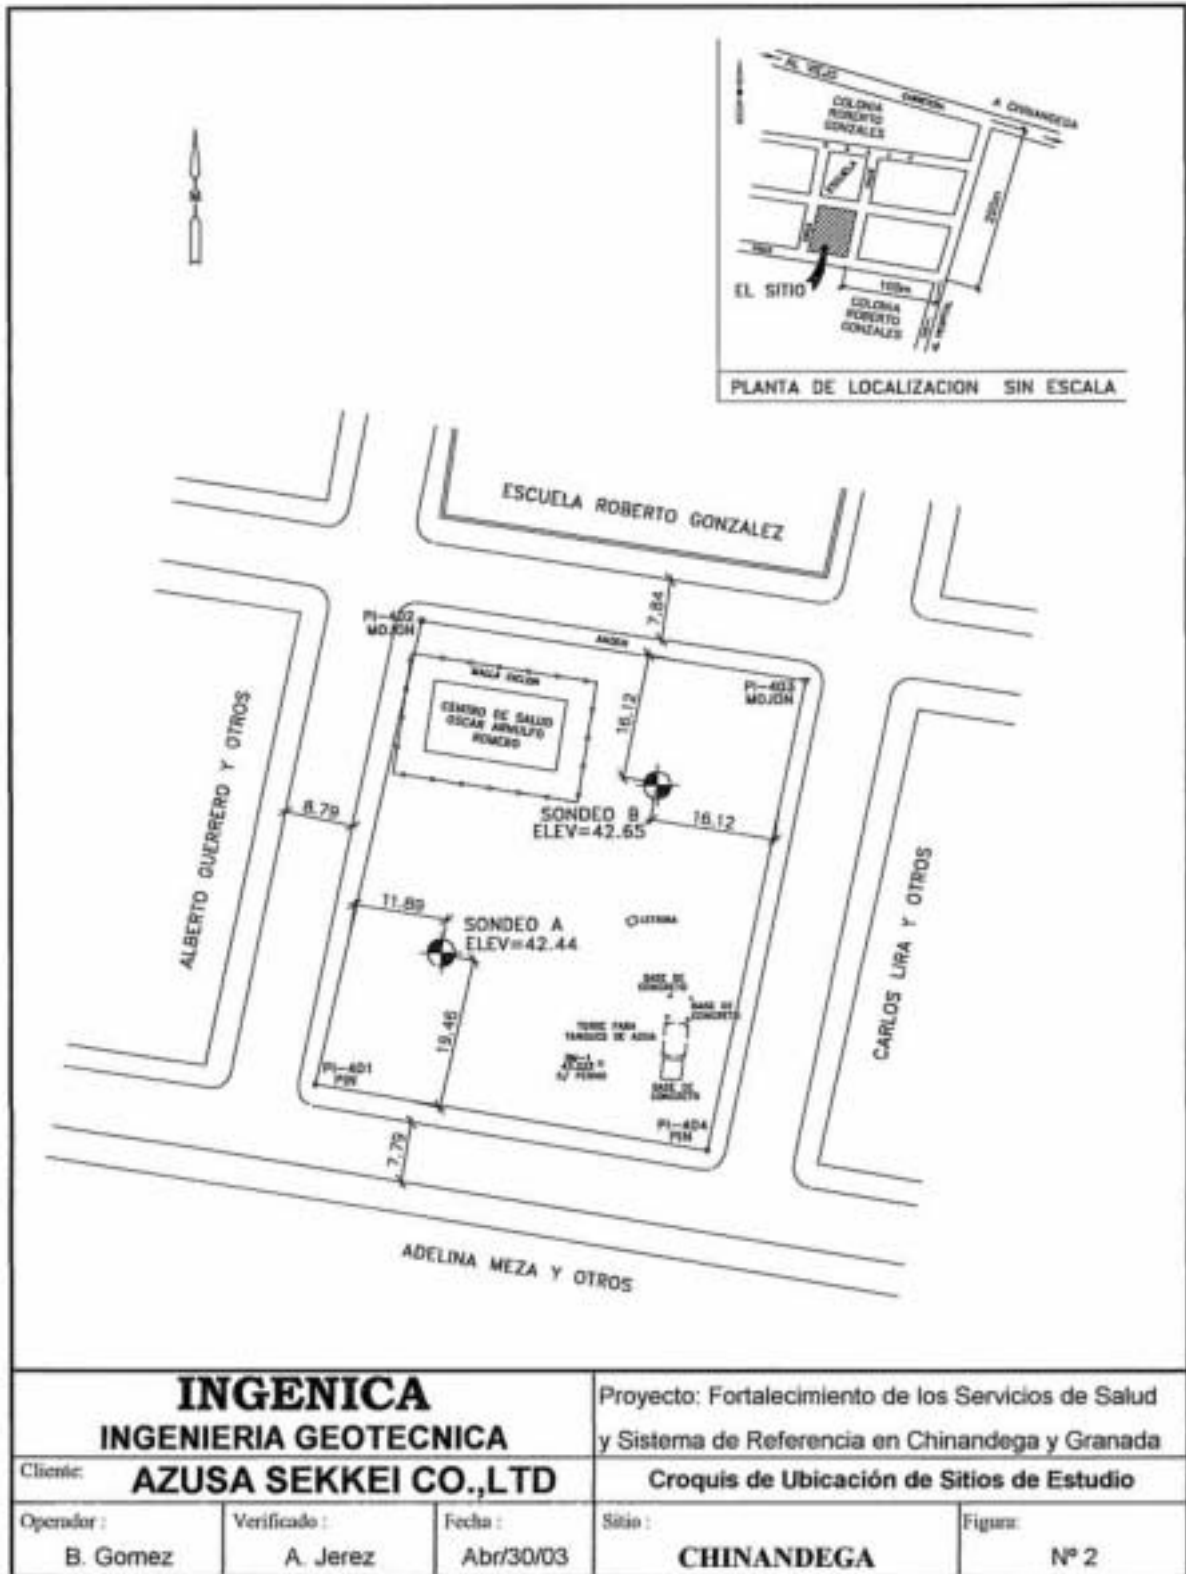 AL VIEJO
A CHINANDEGA
COLONIA
ROBERTO
GONZALES
ESCUELA
200m
EL SITIO
100m
COLONIA
ROBERTO
GONZALES
PLANTA DE LOCALIZACION SIN ESCALA
N
ESCUELA ROBERTO GONZALEZ
7.84
PI-402
MOJON
ANDEN
MALLA CICLON
PI-403
MOJON
CENTRO DE SALUD
OSCAR ARNULFO
ROMERO
16.12
ALBERTO GUERRERO Y OTROS
8.79
SONDEO B
ELEV=42.65
16.12
CARLOS LIRA Y OTROS
11.89
SONDEO A
ELEV=42.44
LETRINA
BASE DE
CONCRETO
BASE DE
CONCRETO
TORRE PARA
TANQUES DE AGUA
19.46
BM-1
S/ PERNO
BASE DE
CONCRETO
PI-401
PIN
PI-404
PIN
7.79
ADELINA MEZA Y OTROS
INGENICA
INGENIERIA GEOTECNICA
Proyecto: Fortalecimiento de los Servicios de Salud
y Sistema de Referencia en Chinandega y Granada
Cliente: AZUSA SEKKEI CO.,LTD
Croquis de Ubicación de Sitios de Estudio
Operador :
B. Gomez
Verificado :
A. Jerez
Fecha :
Abr/30/03
Sitio :
CHINANDEGA
Figura:
Nº 2